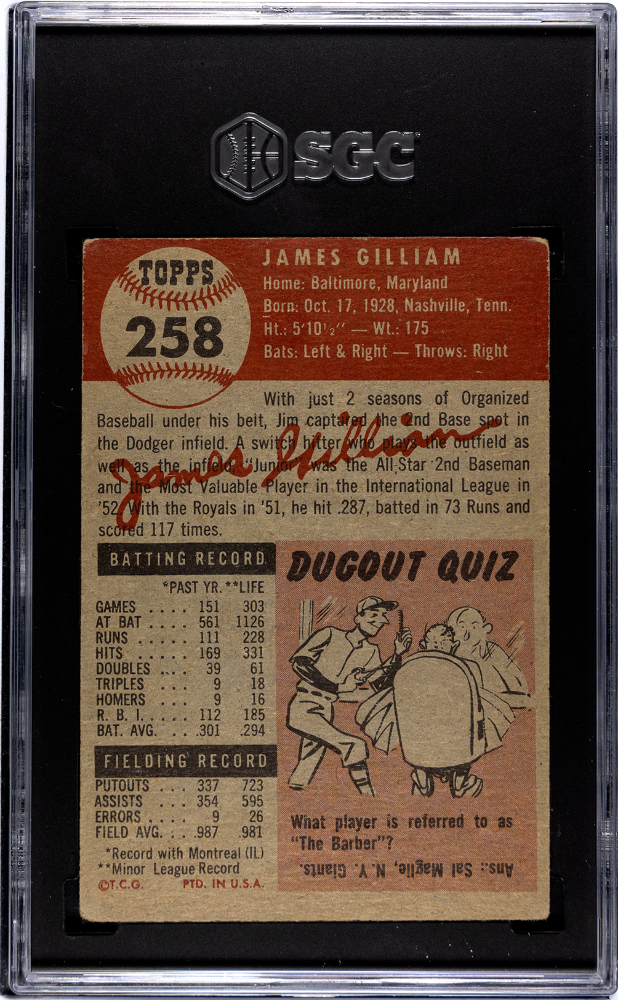 SGC
TOPPS
258
JAMES GILLIAM
Home: Baltimore, Maryland
Born: Oct. 17, 1928, Nashville, Tenn.
Ht.: 5'10½" — Wt.: 175
Bats: Left & Right — Throws: Right
With just 2 seasons of Organized
Baseball under his belt, Jim captured the 2nd Base spot in
the Dodger infield. A switch hitter who plays the outfield as
well as the infield, "Junior" was the All-Star 2nd Baseman
and the Most Valuable Player in the International League in
'52. With the Royals in '51, he hit .287, batted in 73 Runs and
scored 117 times.
James Gilliam
BATTING RECORD
*PAST YR. **LIFE
GAMES .... 151 303
AT BAT .... 561 1126
RUNS ..... 111 228
HITS ..... 169 331
DOUBLES .... 39 61
TRIPLES .... 9 18
HOMERS .... 9 16
R. B. I. .... 112 185
BAT. AVG. ... .301 .294
FIELDING RECORD
PUTOUTS ... 337 723
ASSISTS .... 354 595
ERRORS .... 9 26
FIELD AVG. ... .987 .981
*Record with Montreal (IL)
**Minor League Record
©T.C.G. PTD. IN U.S.A.
DUGOUT QUIZ
What player is referred to as
"The Barber"?
Ans.: Sal Maglie, N. Y. Giants.